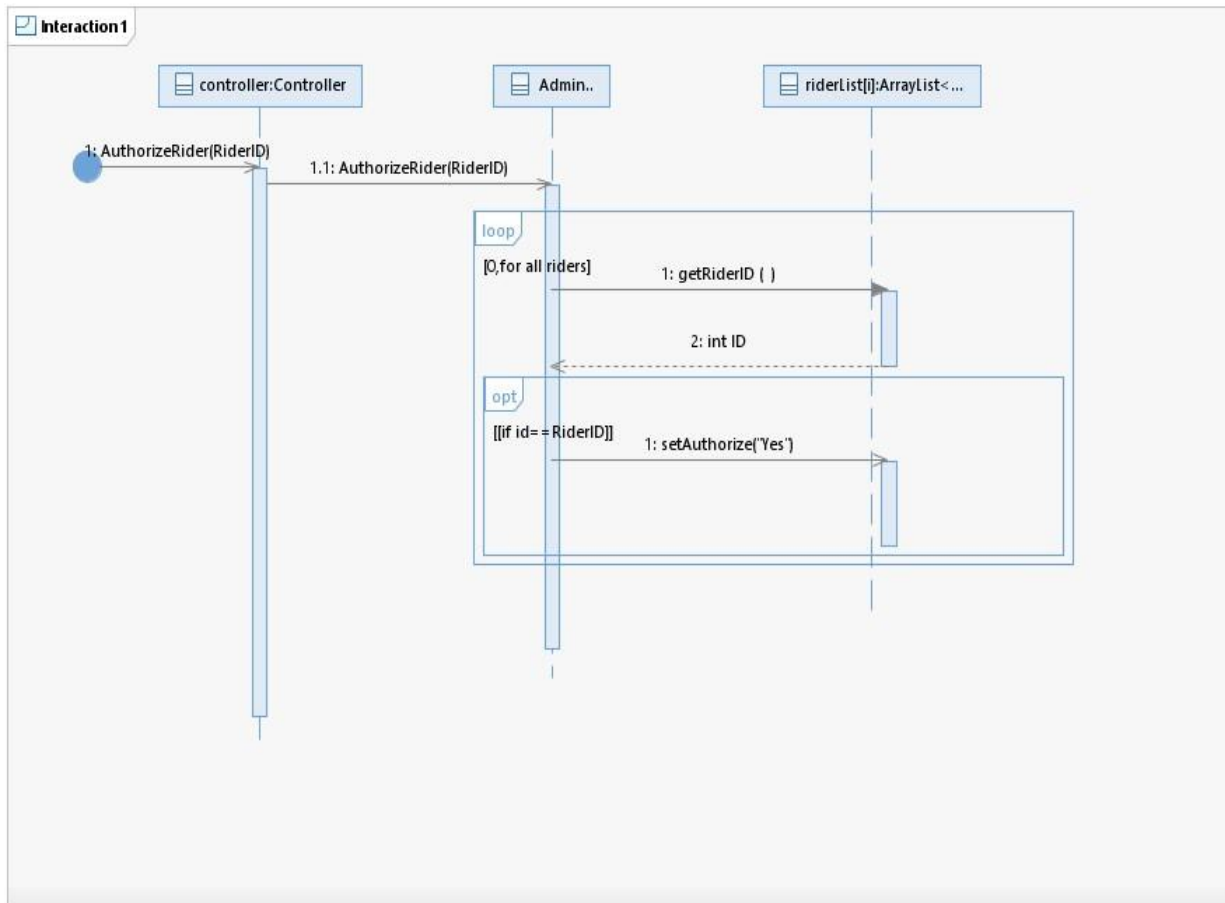 Interaction1
controller:Controller
Admin..
riderList[i]:ArrayList<...
1: AuthorizeRider(RiderID)
1.1: AuthorizeRider(RiderID)
loop
[0,for all riders]
1: getRiderID ( )
2: int ID
opt
[[if id==RiderID]]
1: setAuthorize("Yes")